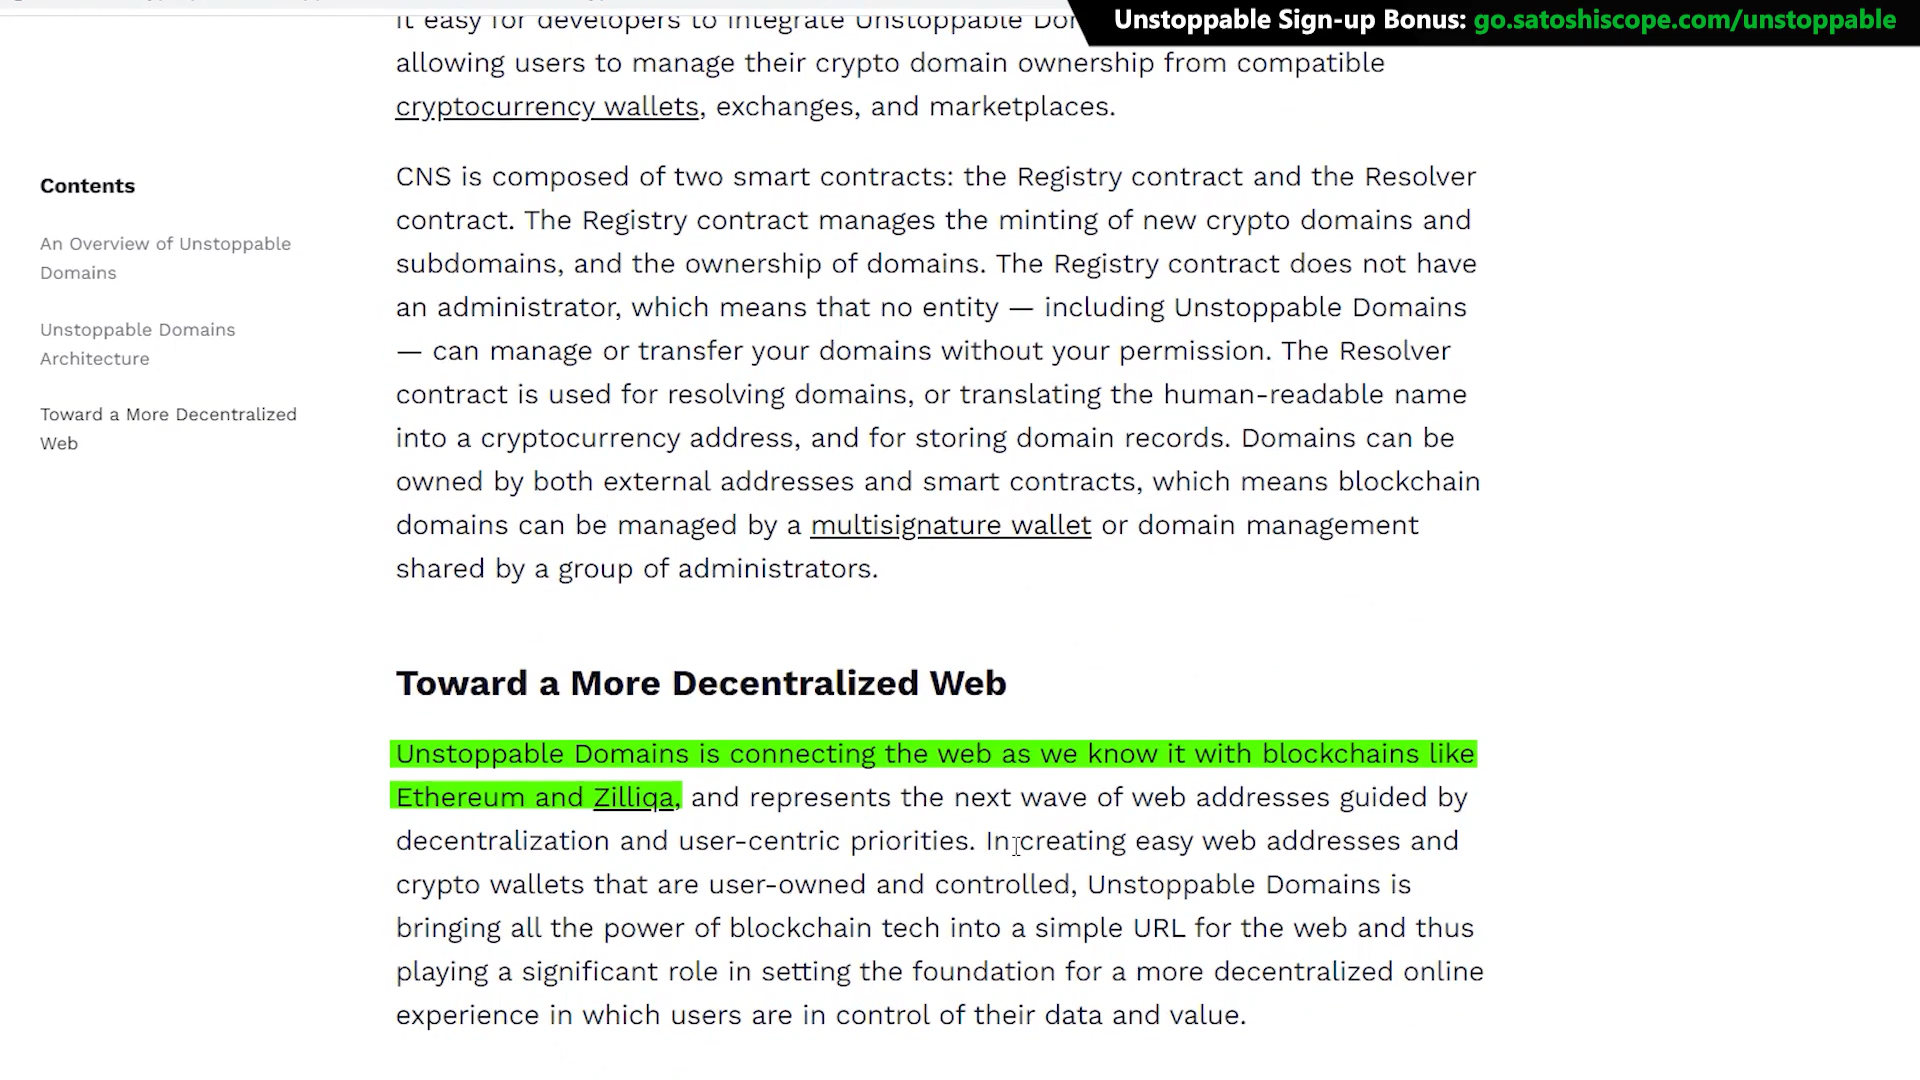 Unstoppable Sign-up Bonus: go.satoshiscope.com/unstoppable
it easy for developers to integrate Unstoppable
allowing users to manage their crypto domain ownership from compatible
cryptocurrency wallets, exchanges, and marketplaces.
Contents
An Overview of Unstoppable
Domains
Unstoppable Domains
Architecture
Toward a More Decentralized
Web
CNS is composed of two smart contracts: the Registry contract and the Resolver
contract. The Registry contract manages the minting of new crypto domains and
subdomains, and the ownership of domains. The Registry contract does not have
an administrator, which means that no entity — including Unstoppable Domains
— can manage or transfer your domains without your permission. The Resolver
contract is used for resolving domains, or translating the human-readable name
into a cryptocurrency address, and for storing domain records. Domains can be
owned by both external addresses and smart contracts, which means blockchain
domains can be managed by a multisignature wallet or domain management
shared by a group of administrators.
Toward a More Decentralized Web
Unstoppable Domains is connecting the web as we know it with blockchains like
Ethereum and Zilliqa, and represents the next wave of web addresses guided by
decentralization and user-centric priorities. In creating easy web addresses and
crypto wallets that are user-owned and controlled, Unstoppable Domains is
bringing all the power of blockchain tech into a simple URL for the web and thus
playing a significant role in setting the foundation for a more decentralized online
experience in which users are in control of their data and value.